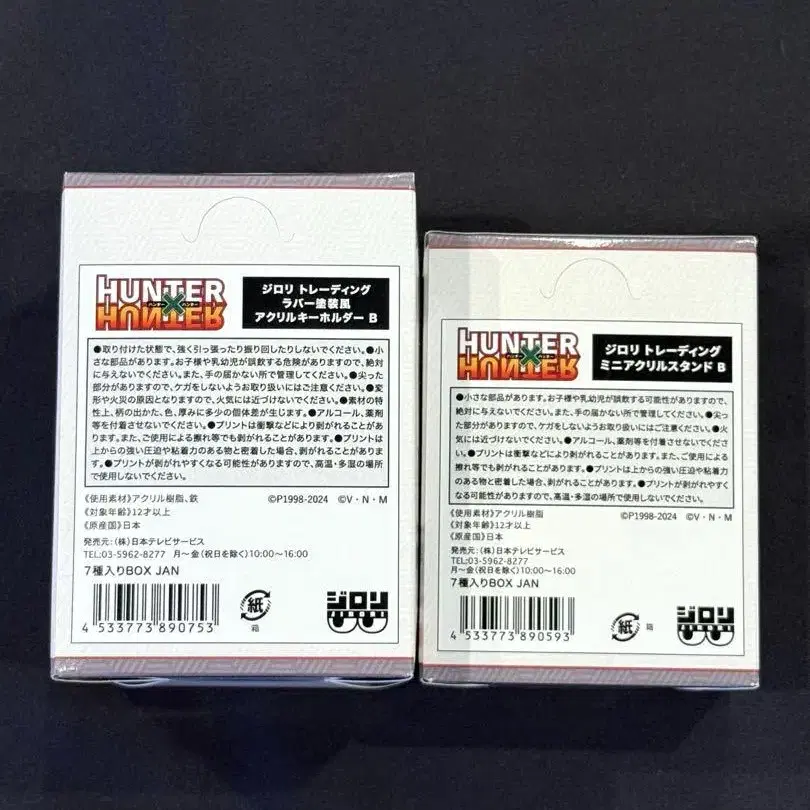 HUNTER
ハンター×ハンター
HUNTER
ジロリ トレーディング
ラバー塗装風
アクリルキーホルダー B
●取り付けた状態で、強く引っ張ったり振り回したりしないでください。●小
さな部品があります。お子様や乳幼児が誤飲する危険がありますので、絶対
に与えないでください。また、手の届かない所で管理してください。●尖った
部分がありますので、ケガをしないようお取り扱いにはご注意ください。●変
形や火災の原因となりますので、火気には近づけないでください。●素材の特
性上、柄の出かた、色、厚みに多少の個体差が生じます。●アルコール、薬剤
等を付着させないでください。●プリントは衝撃などにより剥がれることがあ
ります。また、ご使用による擦れ等でも剥がれることがあります。●プリントは
上からの強い圧迫や粘着力のある物と密着した場合、剥がれることがありま
す。●プリントが剥がれやすくなる可能性がありますので、高温・多湿の場所
で使用しないでください。
《使用素材》アクリル樹脂、鉄
©P1998-2024 ©V・N・M
《対象年齢》12才以上
《原産国》日本
発売元:(株)日本テレビサービス
TEL:03-5962-8277 月～金(祝日を除く)10:00～16:00
7種入りBOX JAN
4 533773 890753
紙
箱
ジロリ
HUNTER
ハンター×ハンター
HUNTER
ジロリ トレーディング
ミニアクリルスタンド B
●小さな部品があります。お子様や乳幼児が誤飲する可能性がありますので、
絶対に与えないでください。また、手の届かない所で管理してください。●尖っ
た部分がありますので、ケガをしないようお取り扱いにはご注意ください。●火
気には近づけないでください。●アルコール、薬剤等を付着させないでくださ
い。●プリントは衝撃などにより剥がれることがあります。また、ご使用による
擦れ等でも剥がれることがあります。●プリントは上からの強い圧迫や粘着力
のある物と密着した場合、剥がれることがあります。●プリントが剥がれやすく
なる可能性がありますので、高温・多湿の場所で使用しないでください。
《使用素材》アクリル樹脂
©P1998-2024 ©V・N・M
《対象年齢》12才以上
《原産国》日本
発売元:(株)日本テレビサービス
TEL:03-5962-8277
月～金(祝日を除く)10:00～16:00
7種入りBOX JAN
4 533773 890593
紙
箱
ジロリ